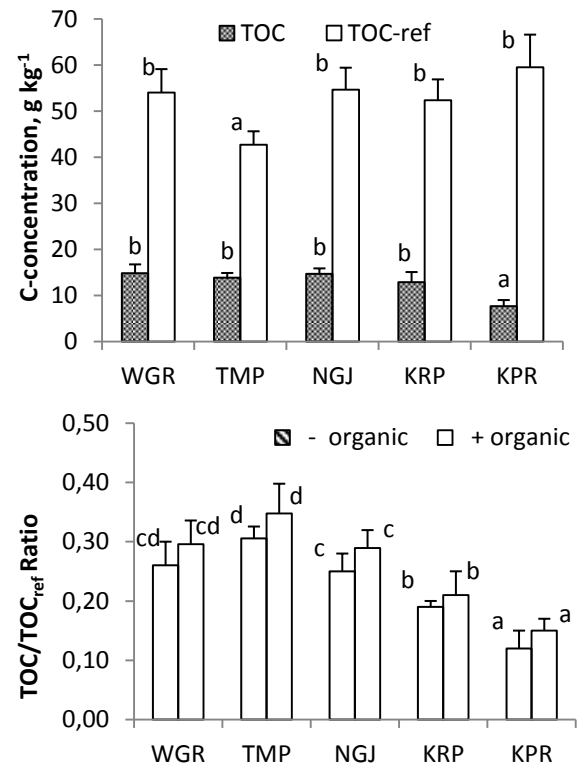 TOC TOC-ref
C-concentration, g kg⁻¹
70
60
50
40
30
20
10
0
b b b b b
a
b b b b a
WGR TMP NGJ KRP KPR
- organic + organic
TOC/TOCref Ratio
0,50
0,40
0,30
0,20
0,10
0,00
cd cd d d c c b b a a
WGR TMP NGJ KRP KPR